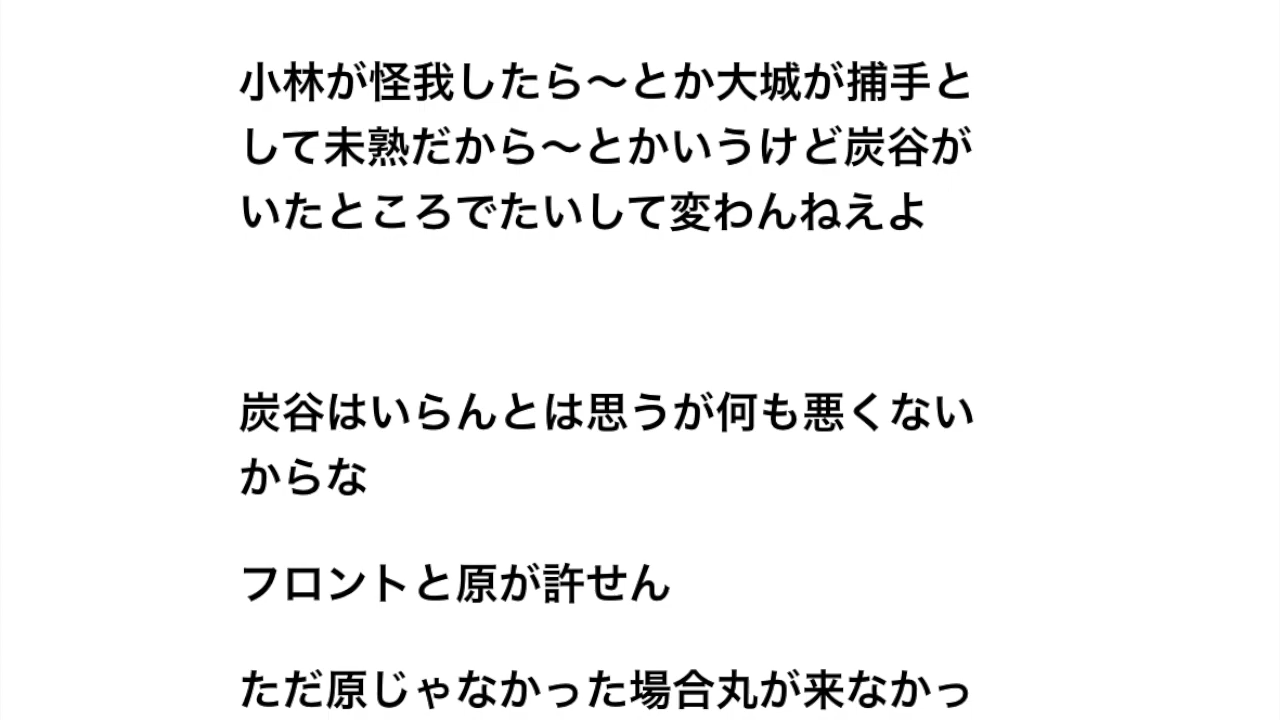 小林が怪我したら〜とか大城が捕手と
して未熟だから〜とかいうけど炭谷が
いたところでたいして変わんねえよ
炭谷はいらんとは思うが何も悪くない
からな
フロントと原が許せん
ただ原じゃなかった場合丸が来なかっ